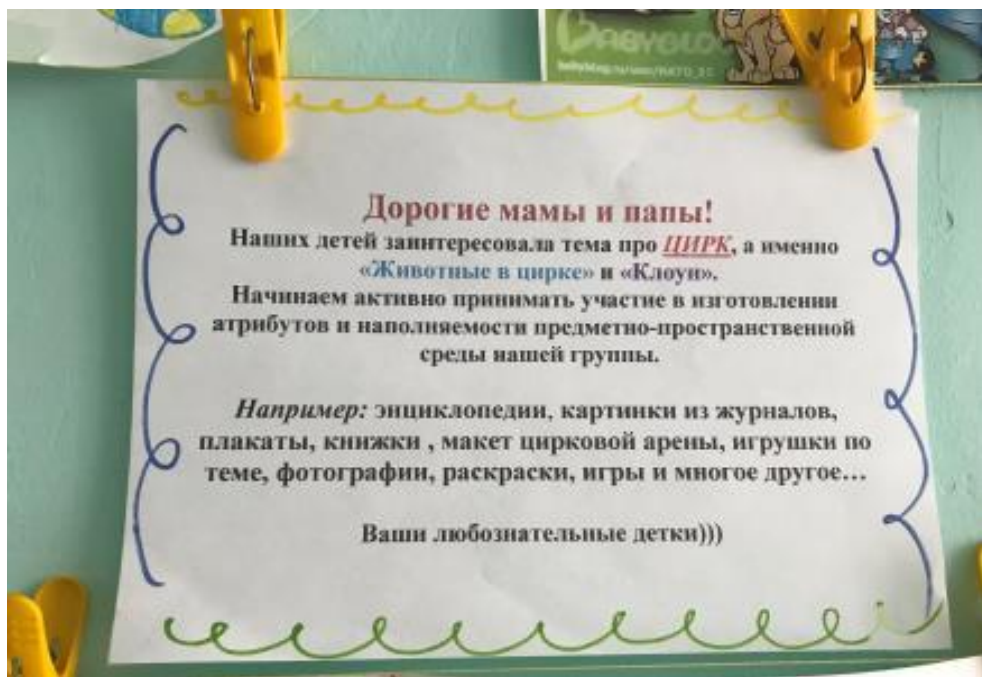 BABYBLOG
Дорогие мамы и папы!
Наших детей заинтересовала тема про ЦИРК, а именно
«Животные в цирке» и «Клоун».
Начинаем активно принимать участие в изготовлении
атрибутов и наполняемости предметно-пространственной
среды нашей группы.
Например: энциклопедии, картинки из журналов,
плакаты, книжки , макет цирковой арены, игрушки по
теме, фотографии, раскраски, игры и многое другое...
Ваши любознательные детки)))